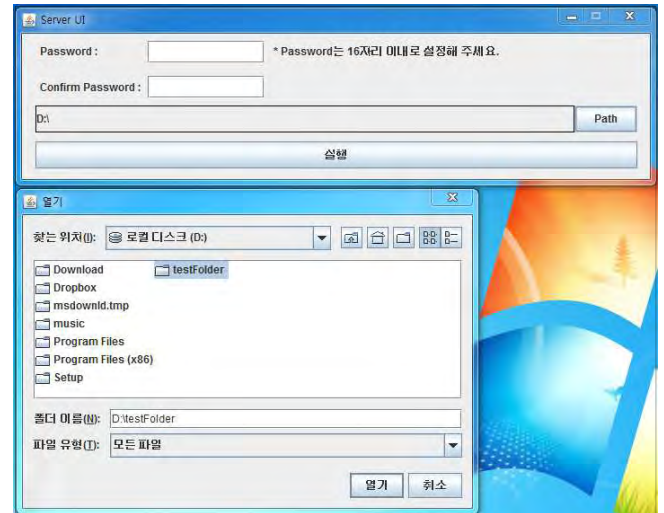 Server UI
Password : * Password는 16자리 이내로 설정해 주세요.
Confirm Password :
D:\ Path
실행
열기
찾는 위치(I): 로컬 디스크 (D:)
Download testFolder
Dropbox
msdownld.tmp
music
Program Files
Program Files (x86)
Setup
폴더 이름(N): D:\testFolder
파일 유형(T): 모든 파일
열기 취소